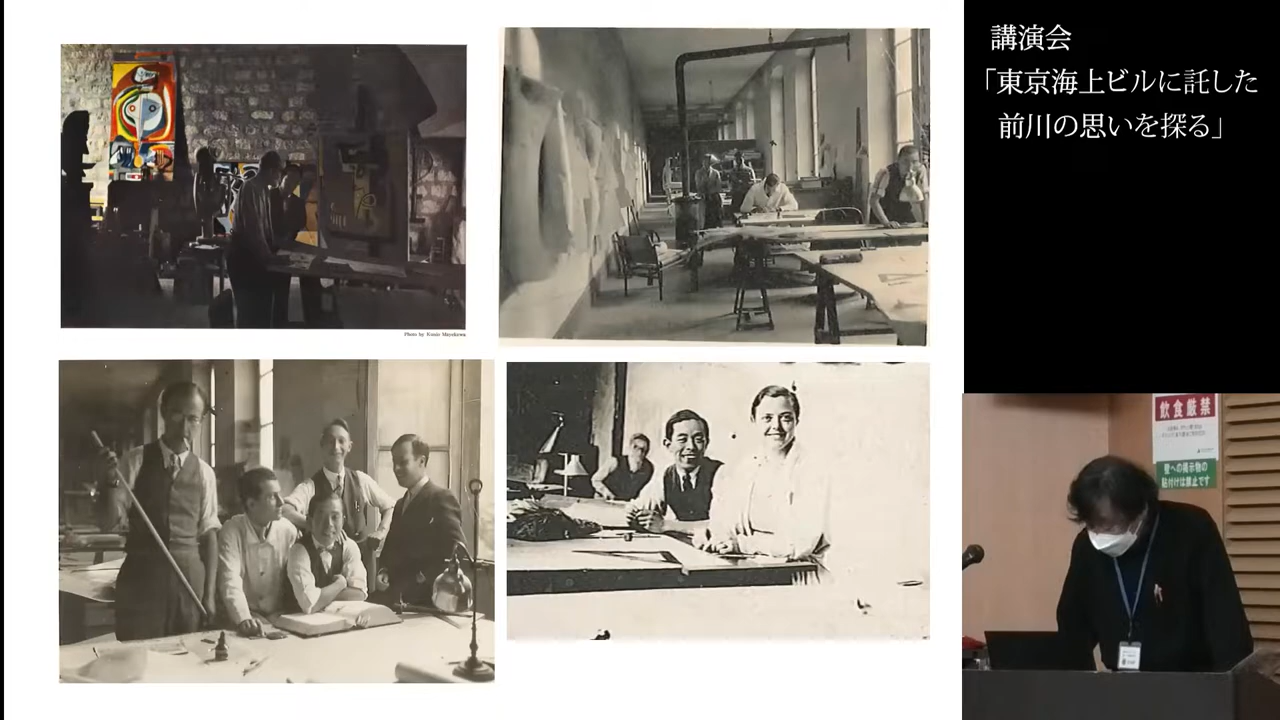 講演会
「東京海上ビルに託した
前川の思いを探る」
Photo by Kunio Mayekawa
飲食厳禁
壁への掲示物の
貼付けは禁止です